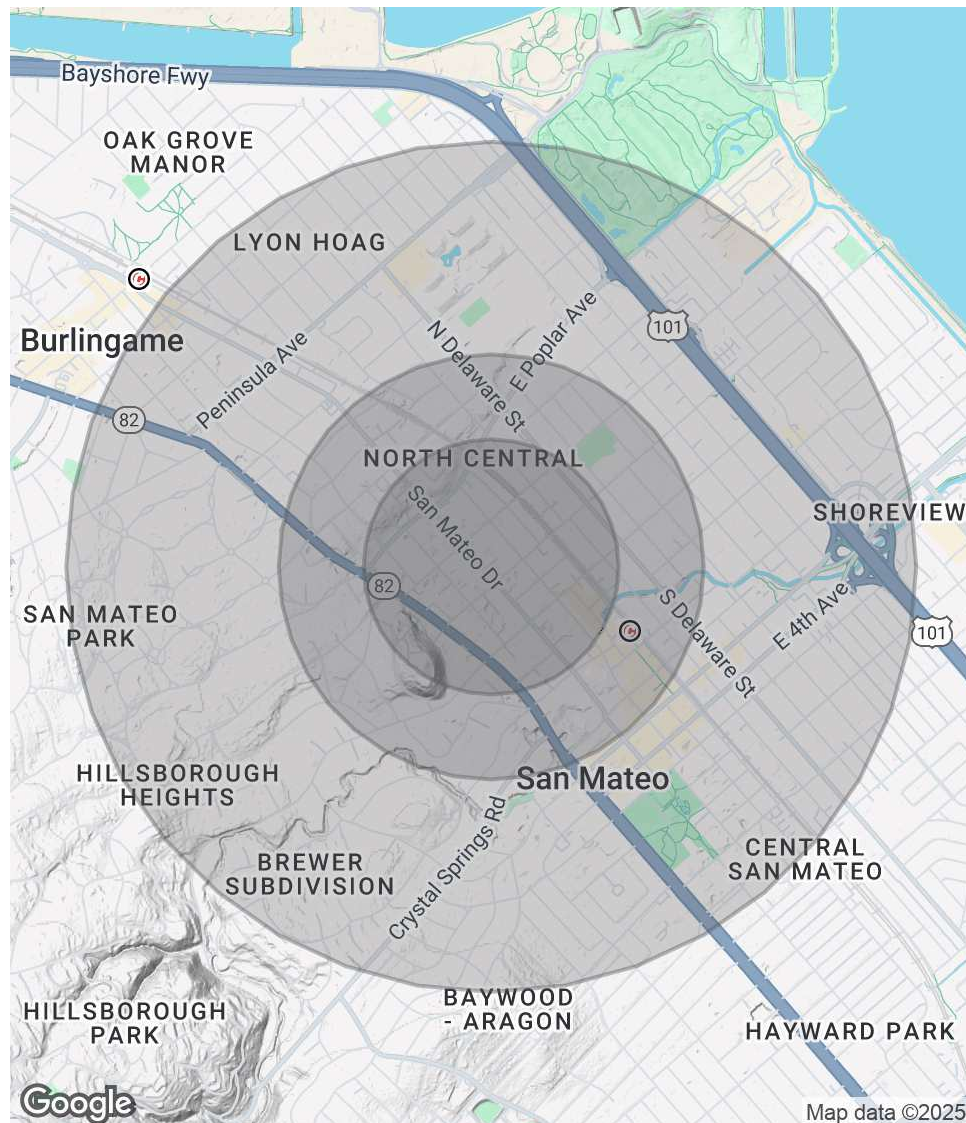 Bayshore Fwy
OAK GROVE
MANOR
LYON HOAG
Burlingame
Peninsula Ave
N Delaware St
E Poplar Ave
101
82
NORTH CENTRAL
San Mateo Dr
SHOREVIEW
82
SAN MATEO
PARK
S Delaware St
E 4th Ave
101
HILLSBOROUGH
HEIGHTS
San Mateo
BREWER
SUBDIVISION
Crystal Springs Rd
CENTRAL
SAN MATEO
BAYWOOD
- ARAGON
HILLSBOROUGH
PARK
HAYWARD PARK
Google
Map data ©2025